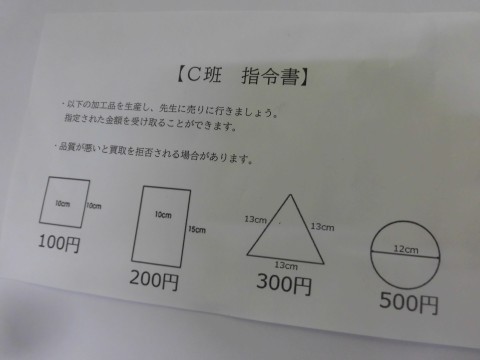 【C班　指令書】
・以下の加工品を生産し、先生に売りに行きましょう。
指定された金額を受け取ることができます。
・品質が悪いと買取を拒否される場合があります。
10cm 10cm
100円
10cm 15cm
200円
13cm 13cm
13cm
300円
12cm
500円